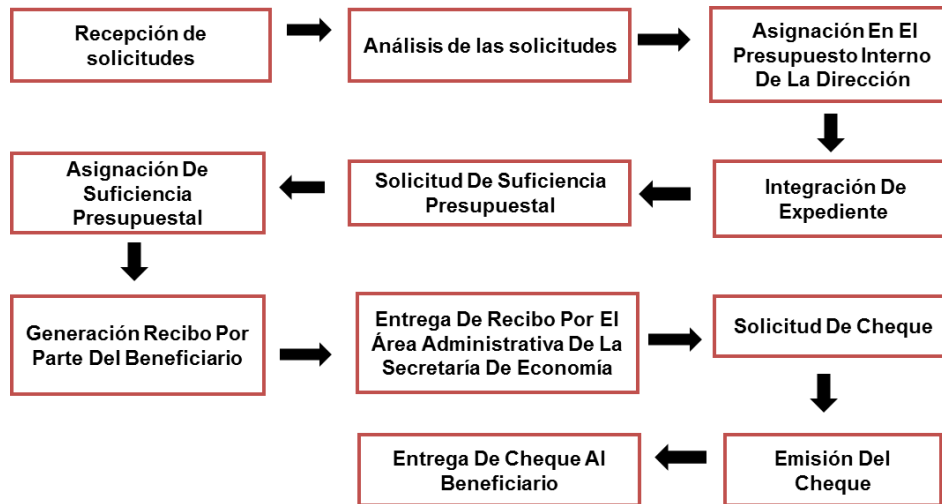 Recepción de
solicitudes
Análisis de las solicitudes
Asignación En El
Presupuesto Interno
De La Dirección
Integración De
Expediente
Solicitud De Suficiencia
Presupuestal
Asignación De
Suficiencia
Presupuestal
Generación Recibo Por
Parte Del Beneficiario
Entrega De Recibo Por El
Área Administrativa De La
Secretaría De Economía
Solicitud De Cheque
Emisión Del
Cheque
Entrega De Cheque Al
Beneficiario